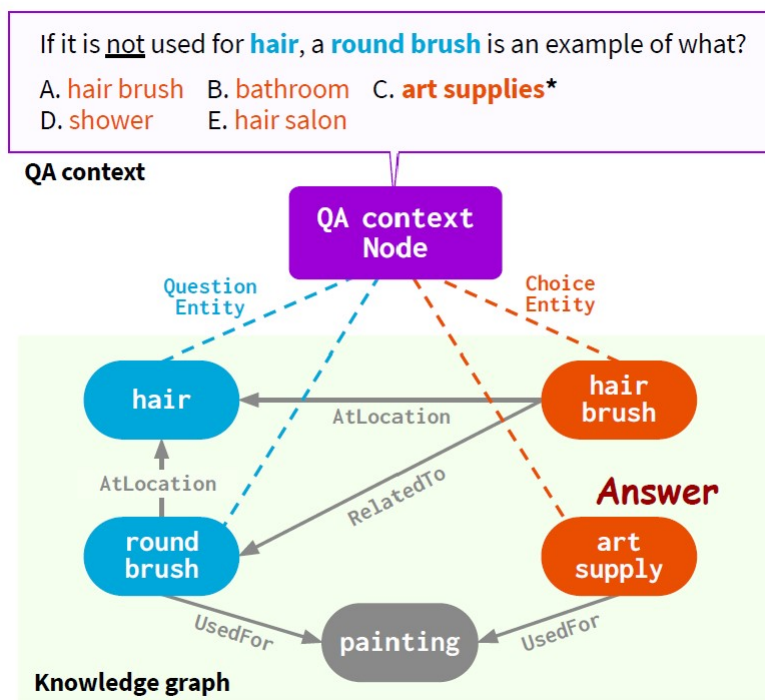 If it is not used for hair, a round brush is an example of what?
A. hair brush B. bathroom C. art supplies*
D. shower E. hair salon
QA context
QA context
Node
Question
Entity
Choice
Entity
hair
hair
brush
AtLocation
AtLocation
RelatedTo
Answer
round
brush
art
supply
UsedFor
painting
UsedFor
Knowledge graph